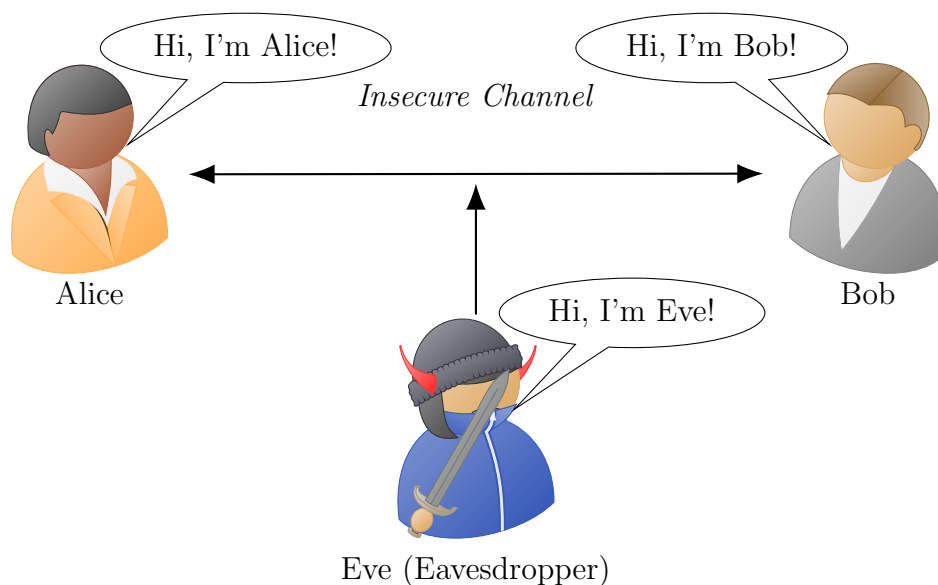 Hi, I'm Alice!
Hi, I'm Bob!
Insecure Channel
Alice
Bob
Hi, I'm Eve!
Eve (Eavesdropper)